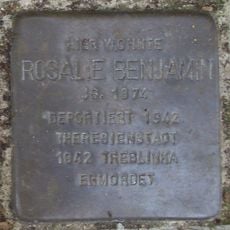 HIER WOHNTE
ROSALIE BENJAMIN
JG. 1874
DEPORTIERT 1942
THERESIENSTADT
1942 TREBLINKA
ERMORDET